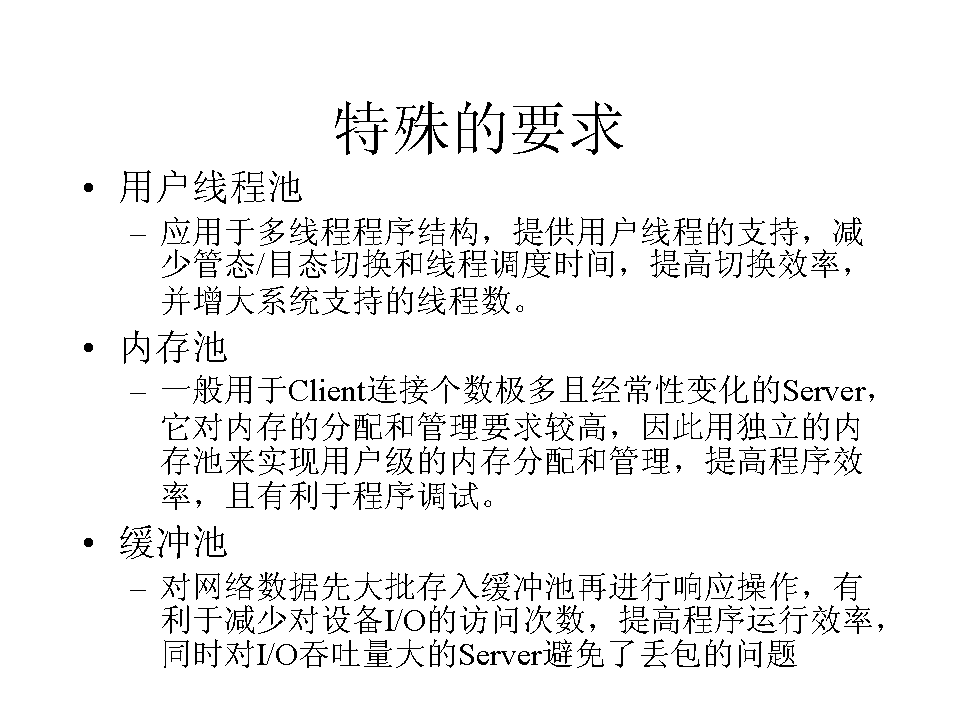 特殊的要求
• 用户线程池
– 应用于多线程程序结构，提供用户线程的支持，减
少管态/目态切换和线程调度时间，提高切换效率，
并增大系统支持的线程数。
• 内存池
– 一般用于Client连接个数极多且经常性变化的Server，
它对内存的分配和管理要求较高，因此用独立的内
存池来实现用户级的内存分配和管理，提高程序效
率，且有利于程序调试。
• 缓冲池
– 对网络数据先大批存入缓冲池再进行响应操作，有
利于减少对设备I/O的访问次数，提高程序运行效率，
同时对I/O吞吐量大的Server避免了丢包的问题